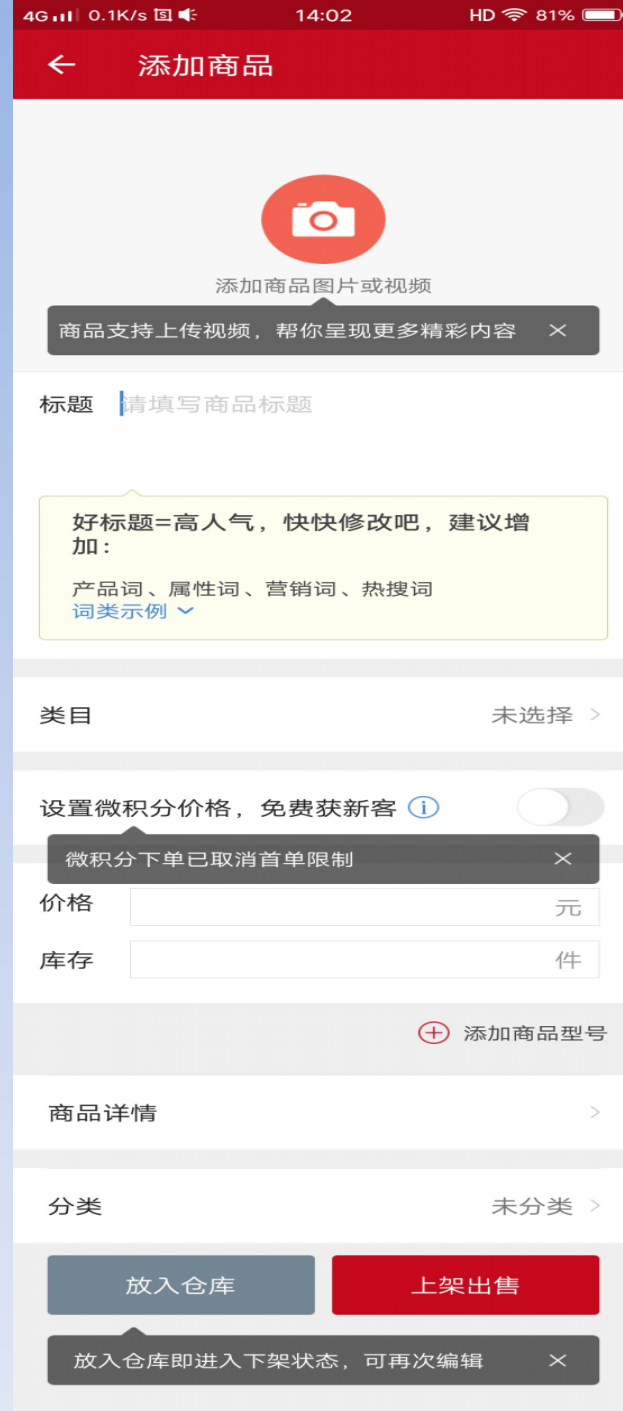 4G 0.1K/s 14:02 HD 81%
添加商品
添加商品图片或视频
商品支持上传视频，帮你呈现更多精彩内容
标题 请填写商品标题
好标题=高人气，快快修改吧，建议增
加：
产品词、属性词、营销词、热搜词
词类示例
类目 未选择
设置微积分价格，免费获新客
微积分下单已取消首单限制
价格 元
库存 件
添加商品型号
商品详情
分类 未分类
放入仓库 上架出售
放入仓库即进入下架状态，可再次编辑